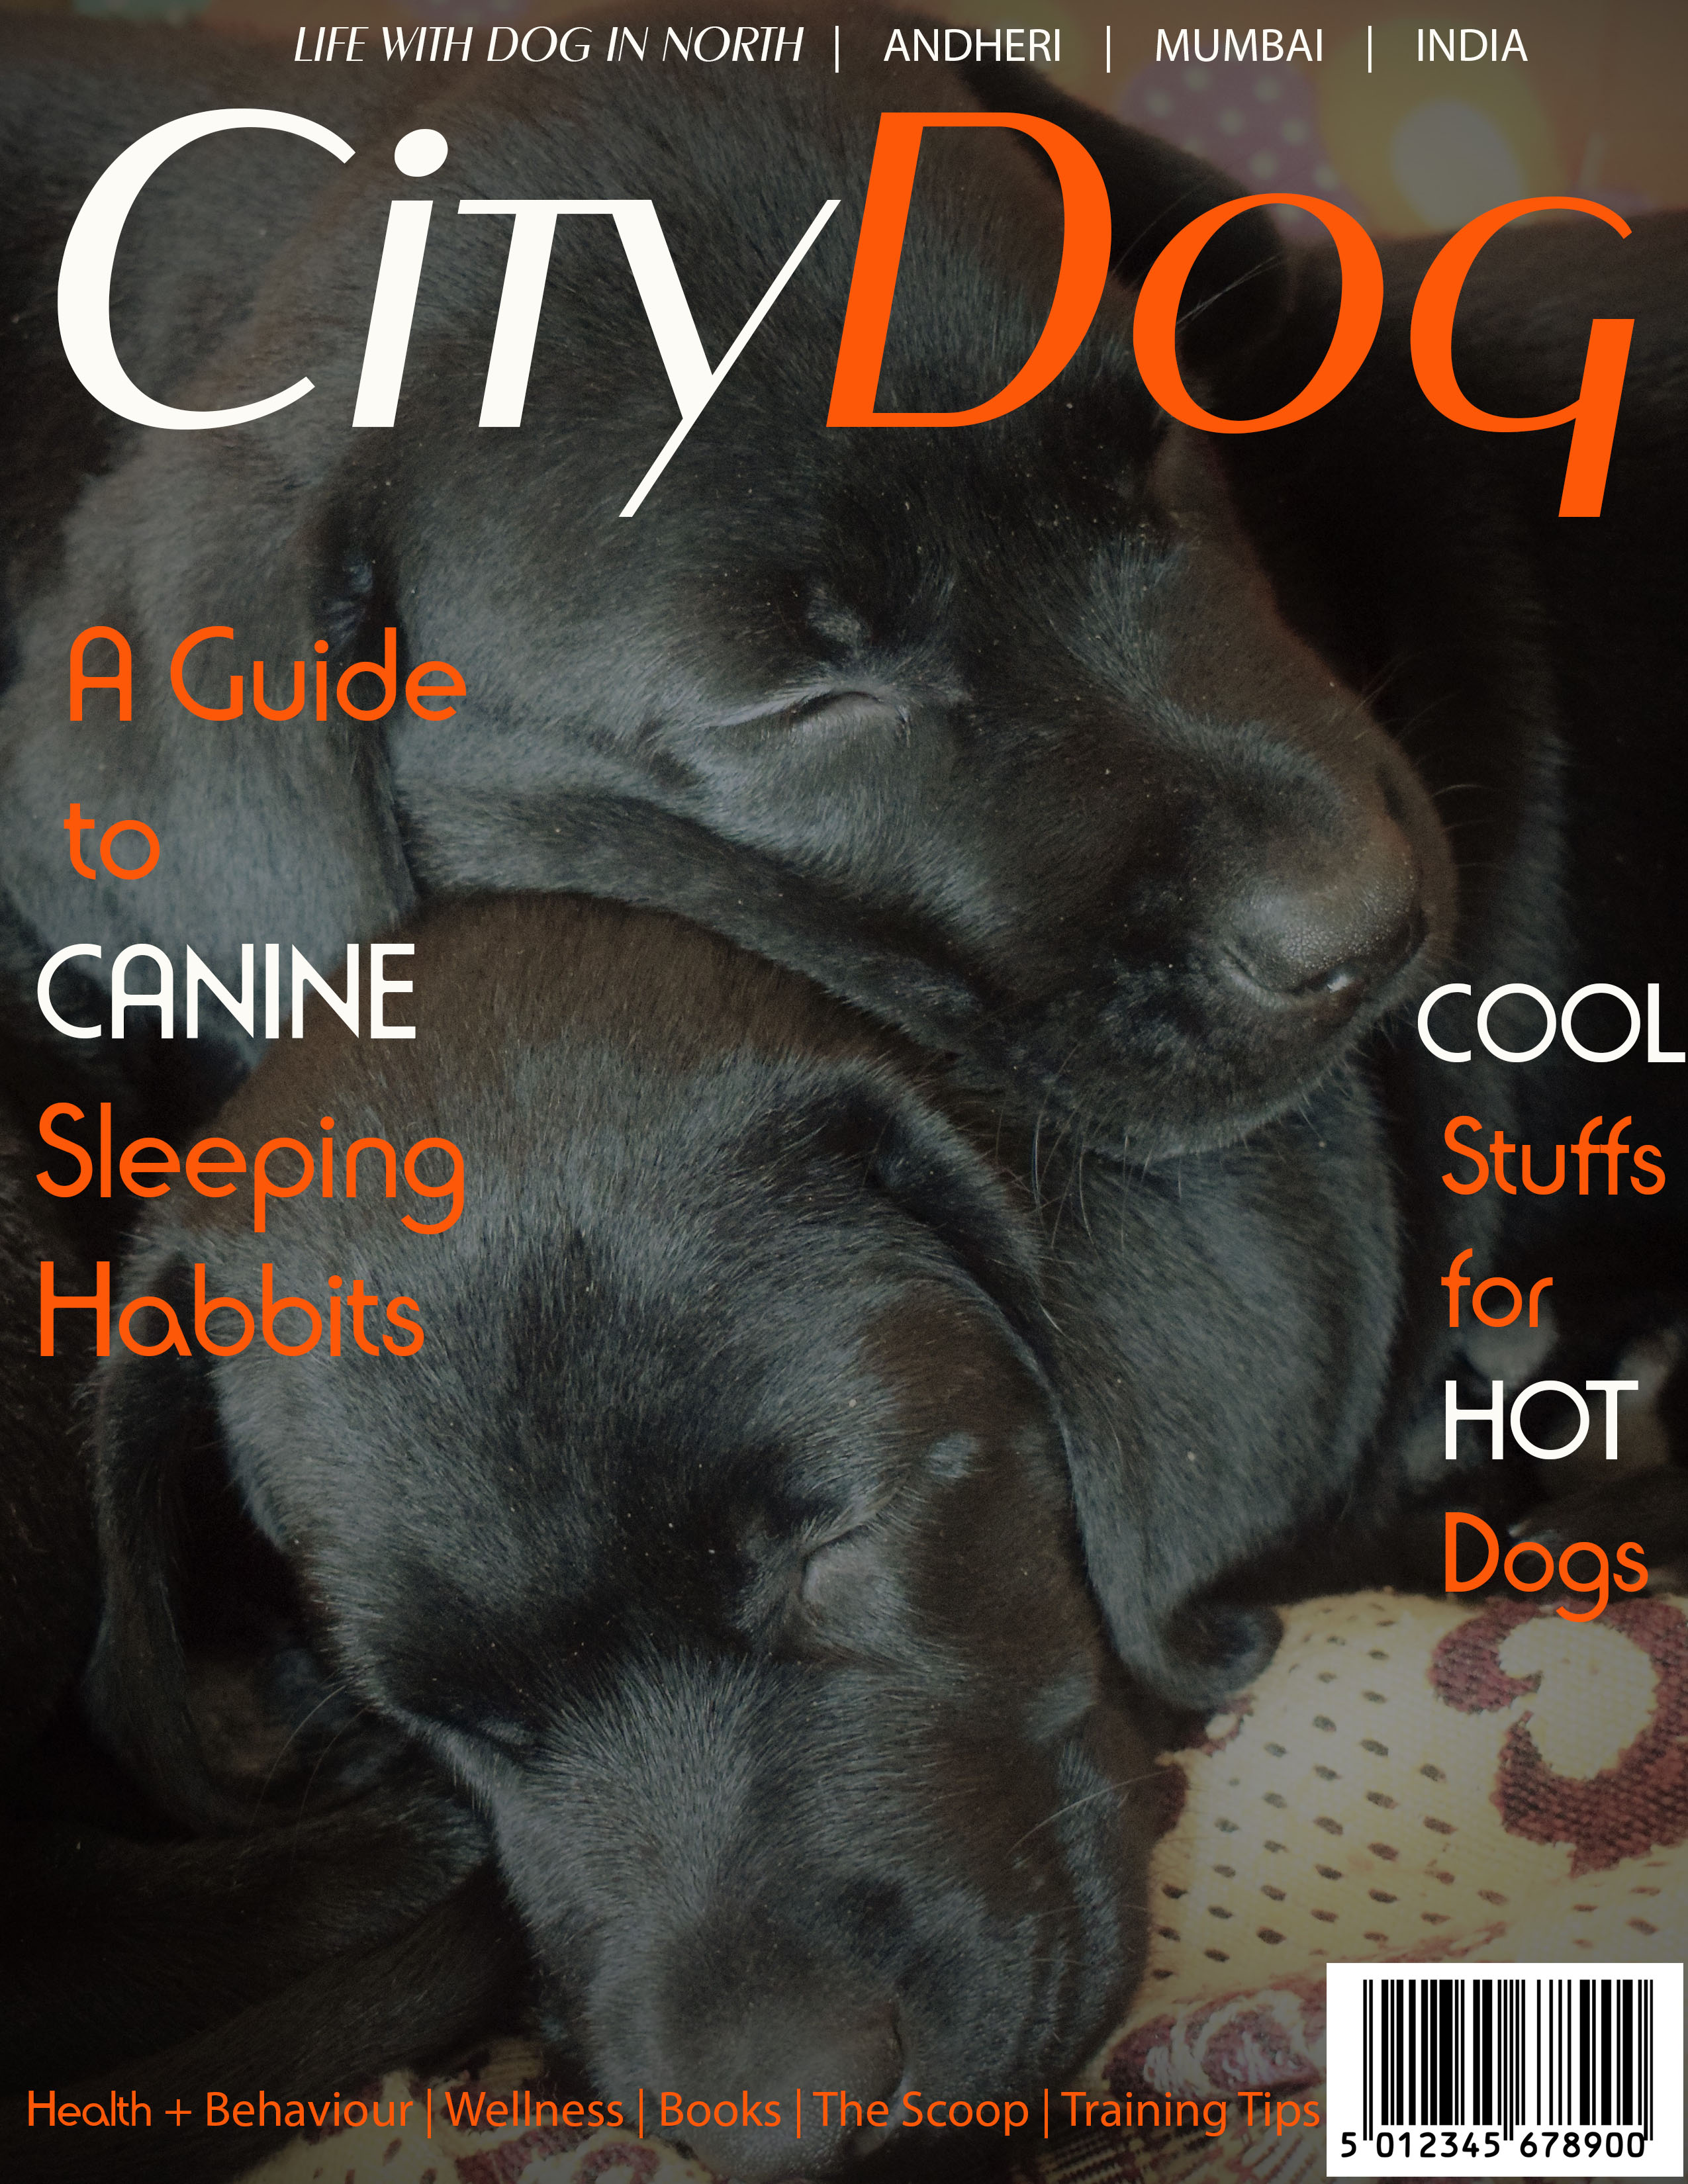 LIFE WITH DOG IN NORTH | ANDHERI | MUMBAI | INDIA
CityDog
A Guide
to
CANINE
Sleeping
Habbits
COOL
Stuffs
for
HOT
Dogs
Health + Behaviour | Wellness | Books | The Scoop | Training Tips
5 012345 678900